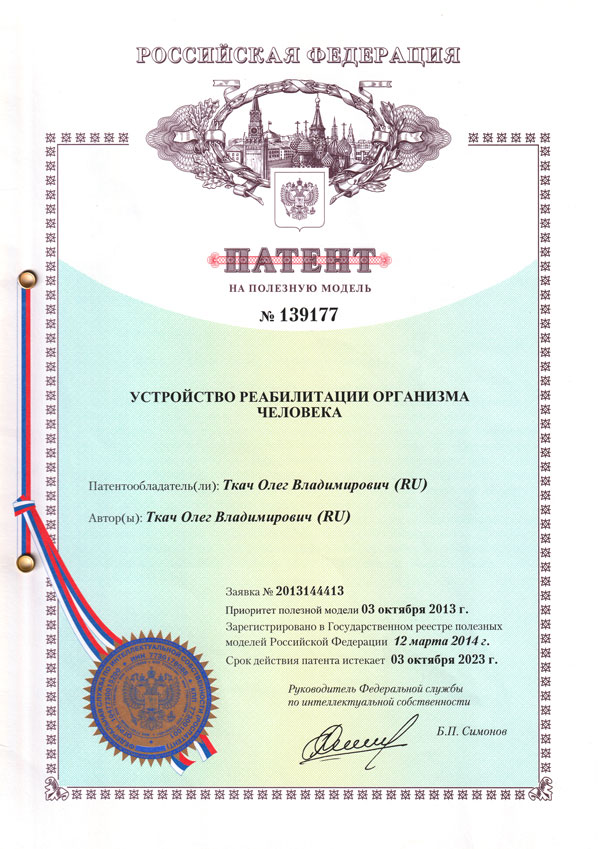 РОССИЙСКАЯ ФЕДЕРАЦИЯ
ПАТЕНТ
НА ПОЛЕЗНУЮ МОДЕЛЬ
№ 139177
УСТРОЙСТВО РЕАБИЛИТАЦИИ ОРГАНИЗМА
ЧЕЛОВЕКА
Патентообладатель(ли): Ткач Олег Владимирович (RU)
Автор(ы): Ткач Олег Владимирович (RU)
Заявка № 2013144413
Приоритет полезной модели 03 октября 2013 г.
Зарегистрировано в Государственном реестре полезных
моделей Российской Федерации 12 марта 2014 г.
Срок действия патента истекает 03 октября 2023 г.
Руководитель Федеральной службы
по интеллектуальной собственности
Б.П. Симонов